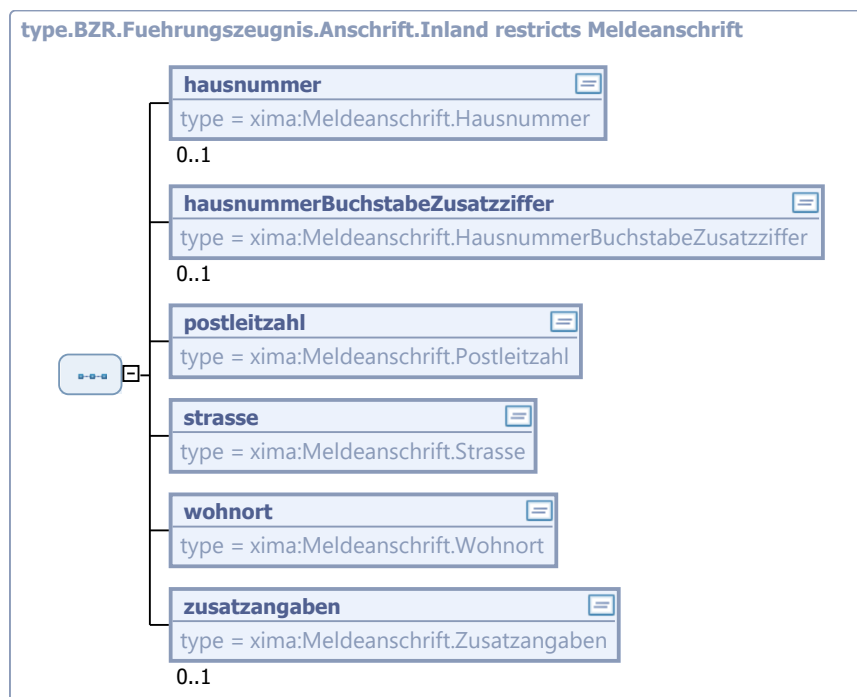 type.BZR.Fuehrungszeugnis.Anschrift.Inland restricts Meldeanschrift
hausnummer
type = xima:Meldeanschrift.Hausnummer
0..1
hausnummerBuchstabeZusatzziffer
type = xima:Meldeanschrift.HausnummerBuchstabeZusatzziffer
0..1
postleitzahl
type = xima:Meldeanschrift.Postleitzahl
strasse
type = xima:Meldeanschrift.Strasse
wohnort
type = xima:Meldeanschrift.Wohnort
zusatzangaben
type = xima:Meldeanschrift.Zusatzangaben
0..1